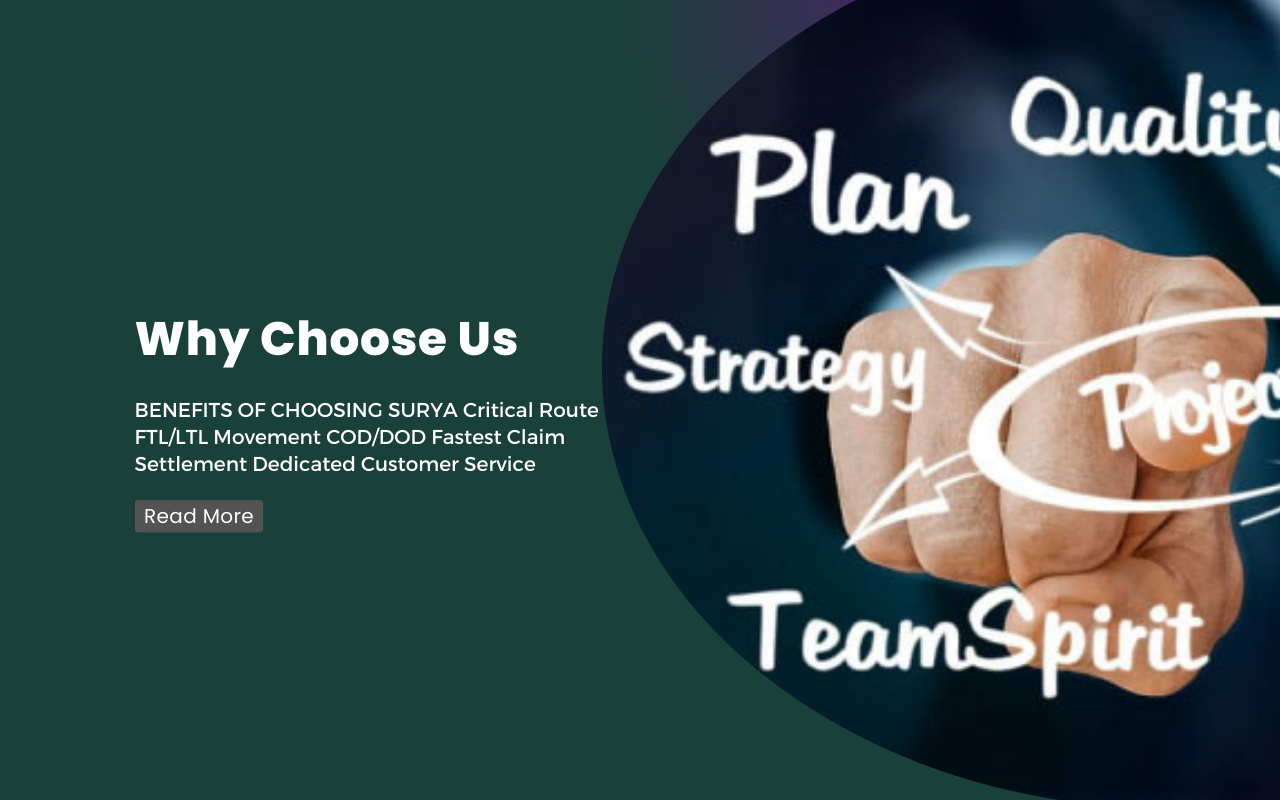 Quality
Plan
Why Choose Us
Strategy
Project
BENEFITS OF CHOOSING SURYA Critical Route
FTL/LTL Movement COD/DOD Fastest Claim
Settlement Dedicated Customer Service
Read More
TeamSpirit